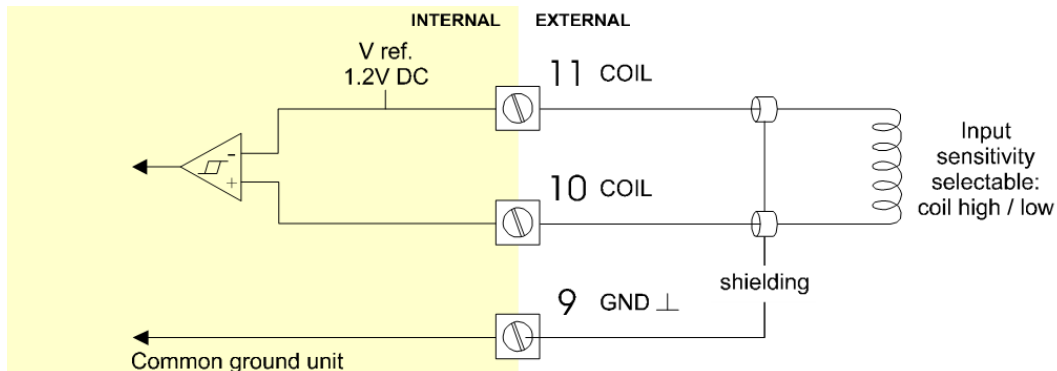 INTERNAL EXTERNAL
V ref.
1.2V DC
11 COIL
-
+
10 COIL
Input
sensitivity
selectable:
coil high / low
shielding
9 GND ⊥
Common ground unit